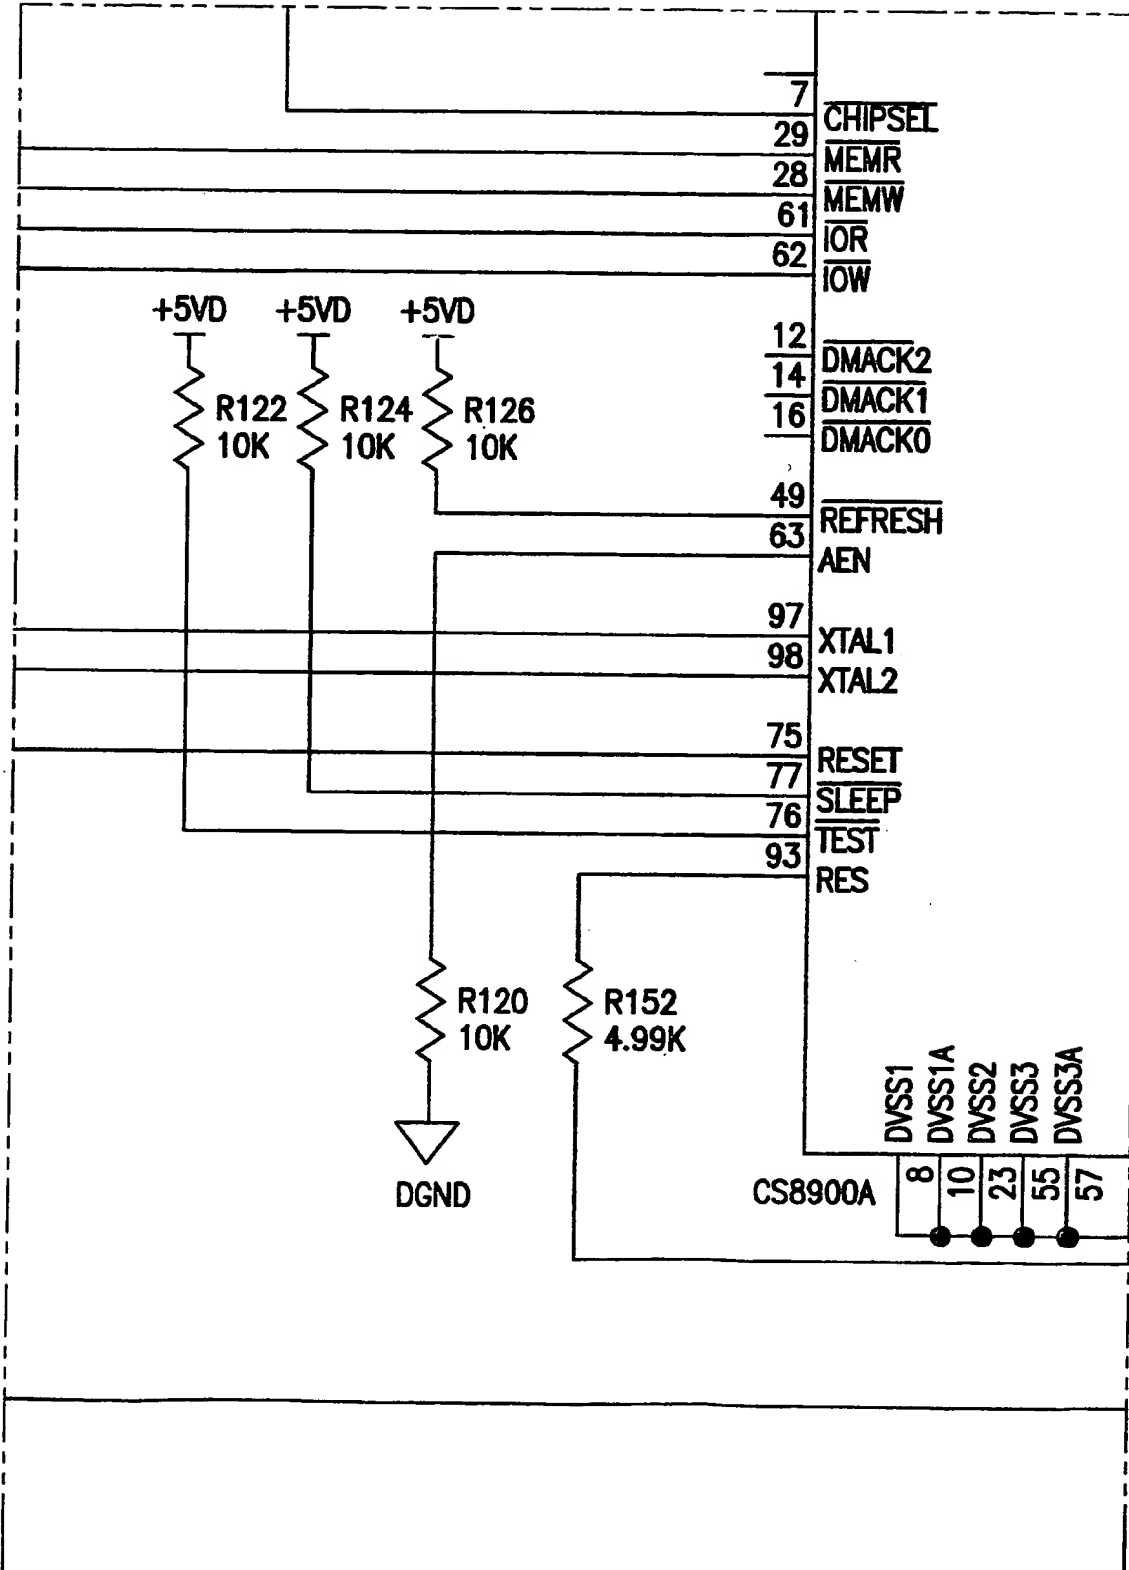 7
CHIPSEL
29
MEMR
28
MEMW
61
IOR
62
IOW
+5VD +5VD +5VD
R122
10K
R124
10K
R126
10K
12
DMACK2
14
DMACK1
16
DMACK0
49
REFRESH
63
AEN
97
XTAL1
98
XTAL2
75
RESET
77
SLEEP
76
TEST
93
RES
R120
10K
R152
4.99K
DGND
CS8900A
DVSS1
DVSS1A
DVSS2
DVSS3
DVSS3A
8
10
23
55
57